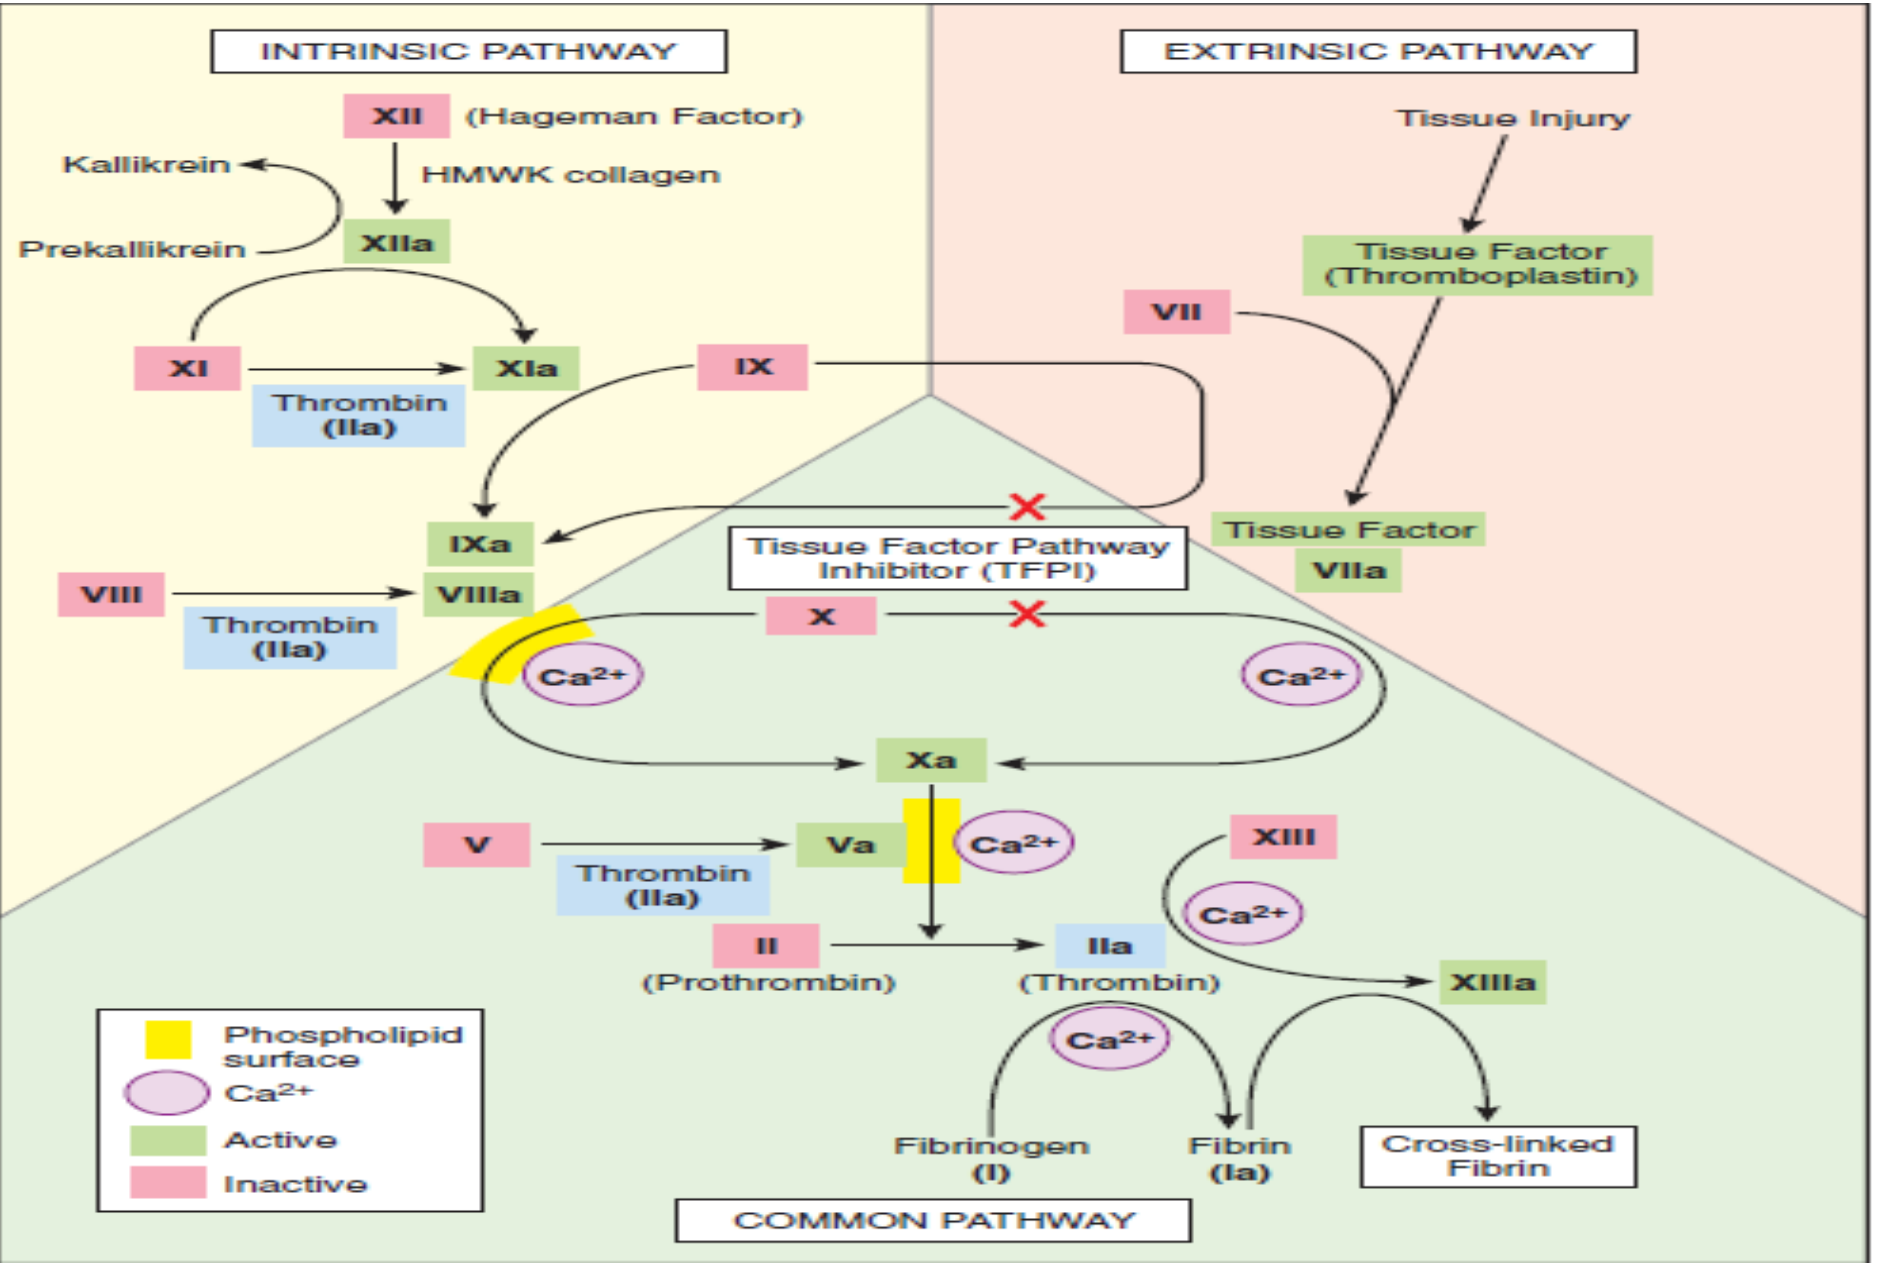 INTRINSIC PATHWAY
XII (Hageman Factor)
Kallikrein
HMWK collagen
Prekallikrein
XIIa
XI
XIa
Thrombin
(IIa)
IX
IXa
VIII
VIIIa
Thrombin
(IIa)
EXTRINSIC PATHWAY
Tissue Injury
Tissue Factor
(Thromboplastin)
VII
Tissue Factor
VIIa
Tissue Factor Pathway
Inhibitor (TFPI)
X
Ca2+
Ca2+
Xa
V
Va
Ca2+
Thrombin
(IIa)
XIII
Ca2+
II
(Prothrombin)
IIa
(Thrombin)
XIIIa
Ca2+
Fibrinogen
(I)
Fibrin
(Ia)
Cross-linked
Fibrin
COMMON PATHWAY
Phospholipid
surface
Ca2+
Active
Inactive